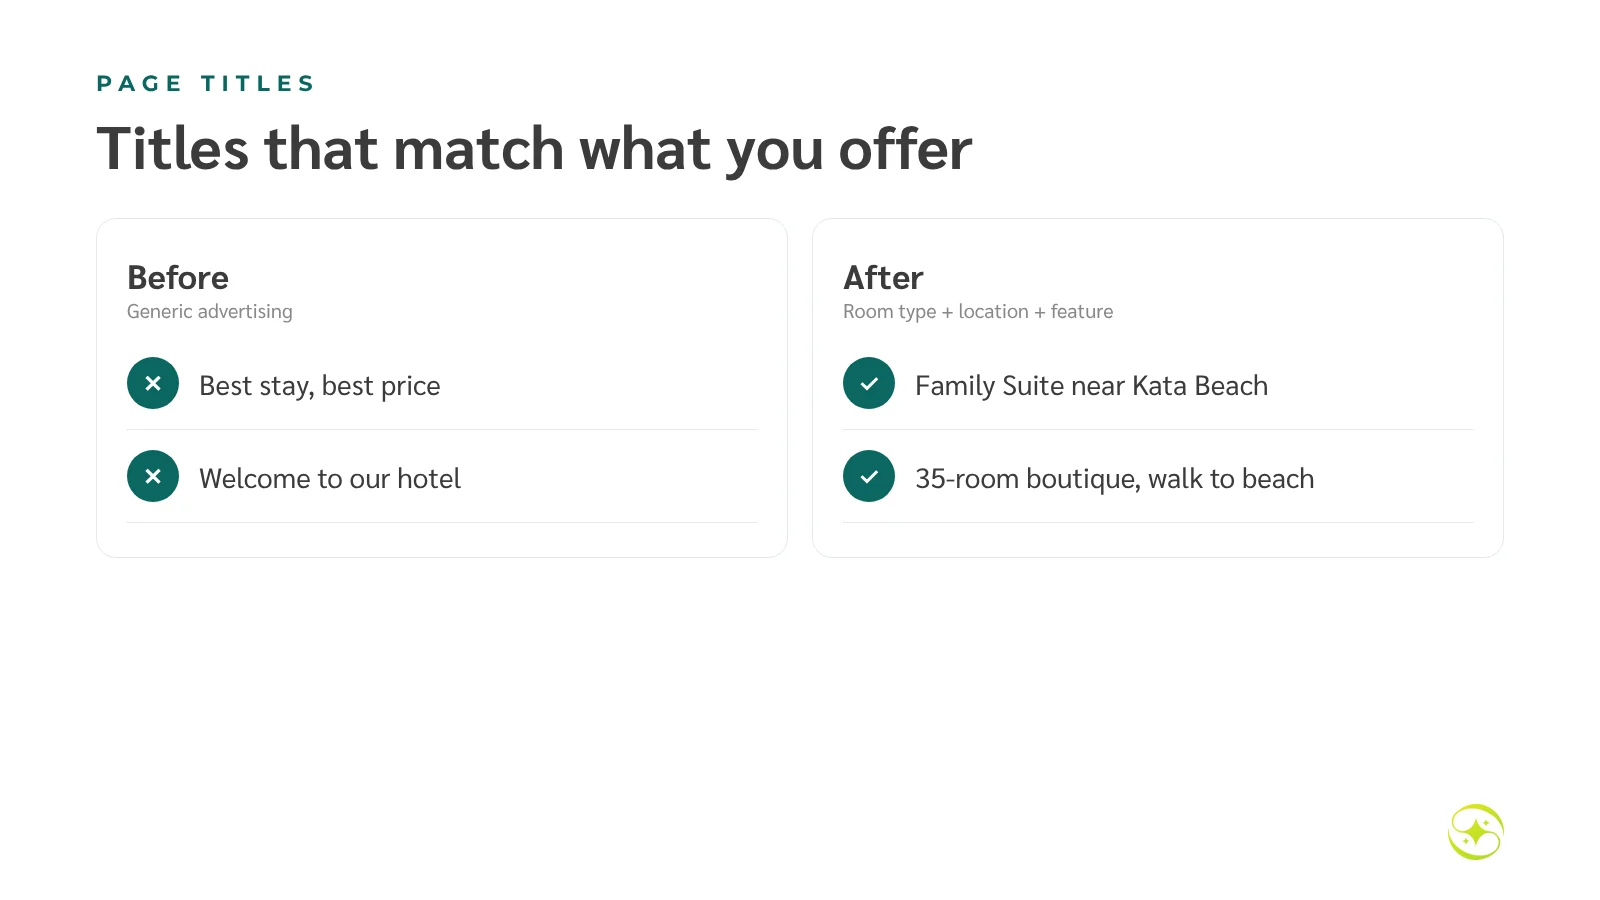 PAGE TITLES
Titles that match what you offer
Before
Generic advertising
Best stay, best price
Welcome to our hotel
After
Room type + location + feature
Family Suite near Kata Beach
35-room boutique, walk to beach